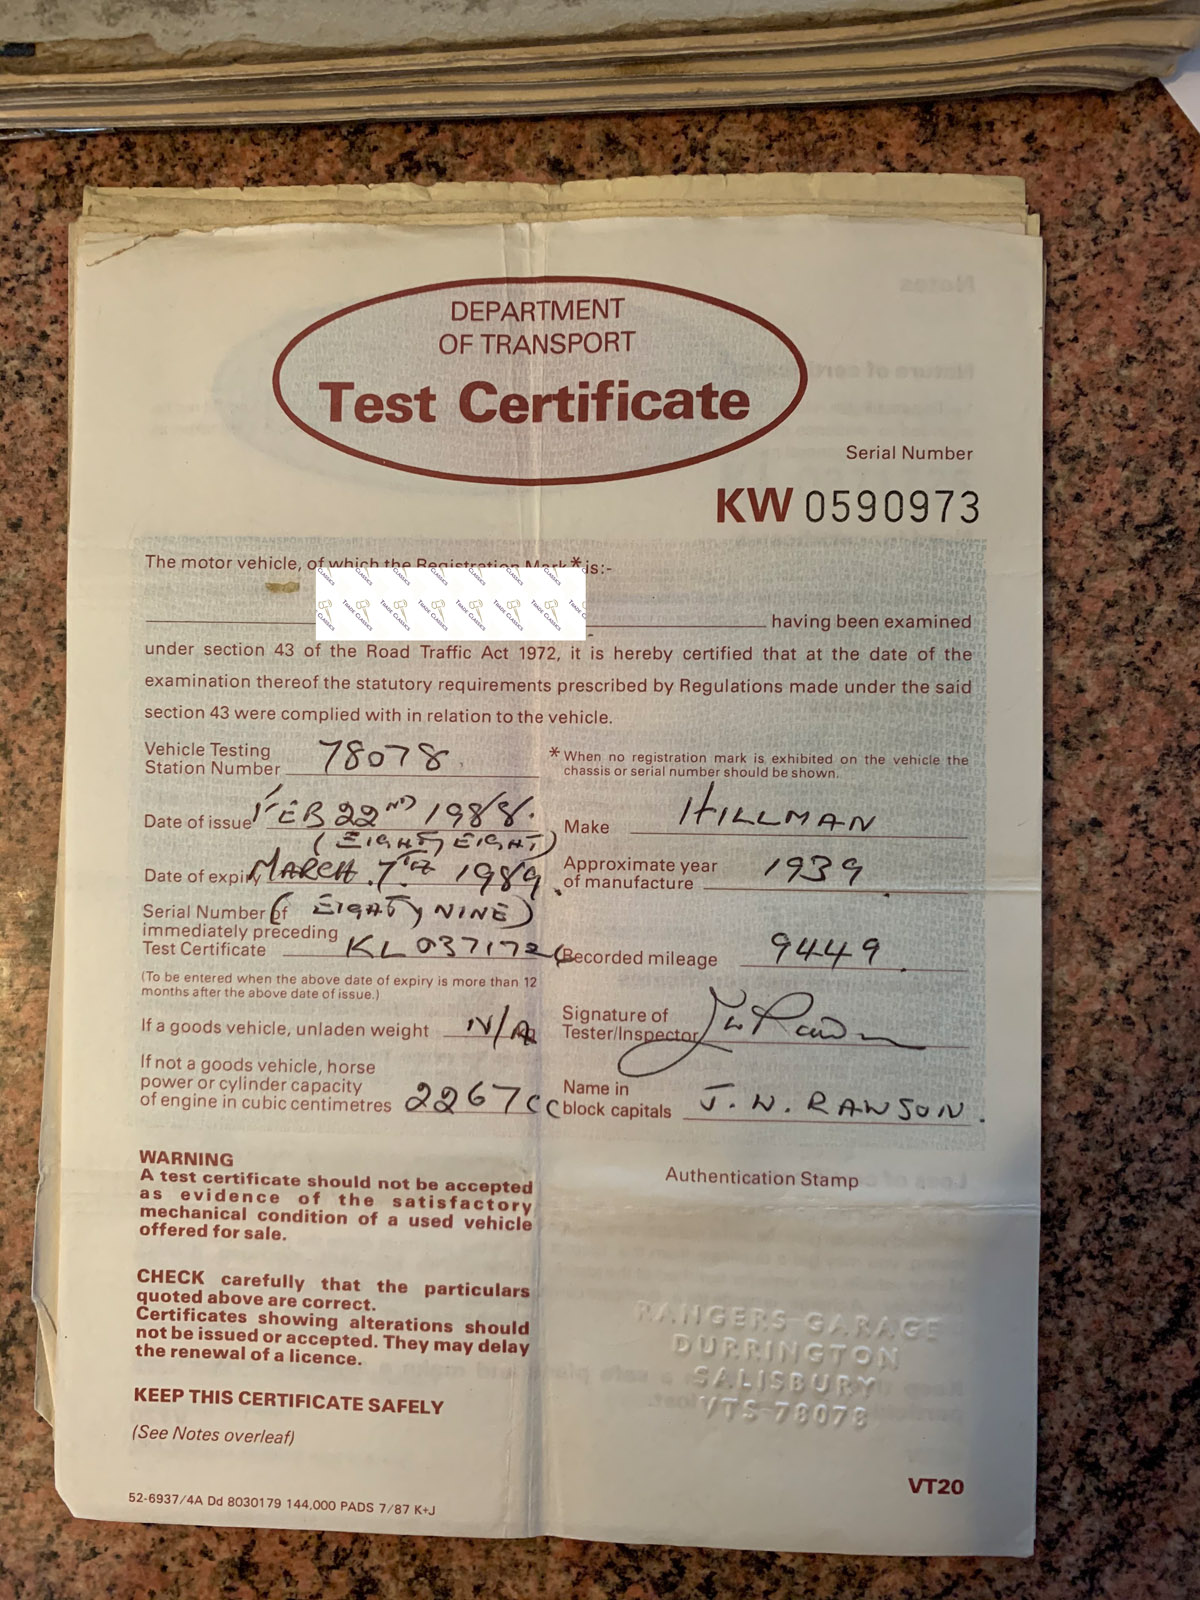 DEPARTMENT
OF TRANSPORT
Test Certificate
Serial Number
KW 0590973
The motor vehicle, of which the Registration Mark * is:-
TRADE CLASSICS
having been examined
under section 43 of the Road Traffic Act 1972, it is hereby certified that at the date of the
examination thereof the statutory requirements prescribed by Regulations made under the said
section 43 were complied with in relation to the vehicle.
Vehicle Testing
Station Number 78078
* When no registration mark is exhibited on the vehicle the
chassis or serial number should be shown.
Date of issue FEB 22ND 1988.
(EIGHTY EIGHT)
Make HILLMAN
Date of expiry MARCH 7TH 1989.
(EIGHTY NINE)
Approximate year
of manufacture 1939
Serial Number of
immediately preceding
Test Certificate KL 0371726
(To be entered when the above date of expiry is more than 12
months after the above date of issue.)
Recorded mileage 9449
If a goods vehicle, unladen weight N/A
Signature of
Tester/Inspector
If not a goods vehicle, horse
power or cylinder capacity
of engine in cubic centimetres 2267cc
Name in
block capitals J. W. RAWSON.
WARNING
A test certificate should not be accepted
as evidence of the satisfactory
mechanical condition of a used vehicle
offered for sale.
CHECK carefully that the particulars
quoted above are correct.
Certificates showing alterations should
not be issued or accepted. They may delay
the renewal of a licence.
KEEP THIS CERTIFICATE SAFELY
(See Notes overleaf)
Authentication Stamp
RANGERS GARAGE
DURRINGTON
SALISBURY
VTS-78078
VT20
52-6937/4A Dd 8030179 144,000 PADS 7/87 K+J